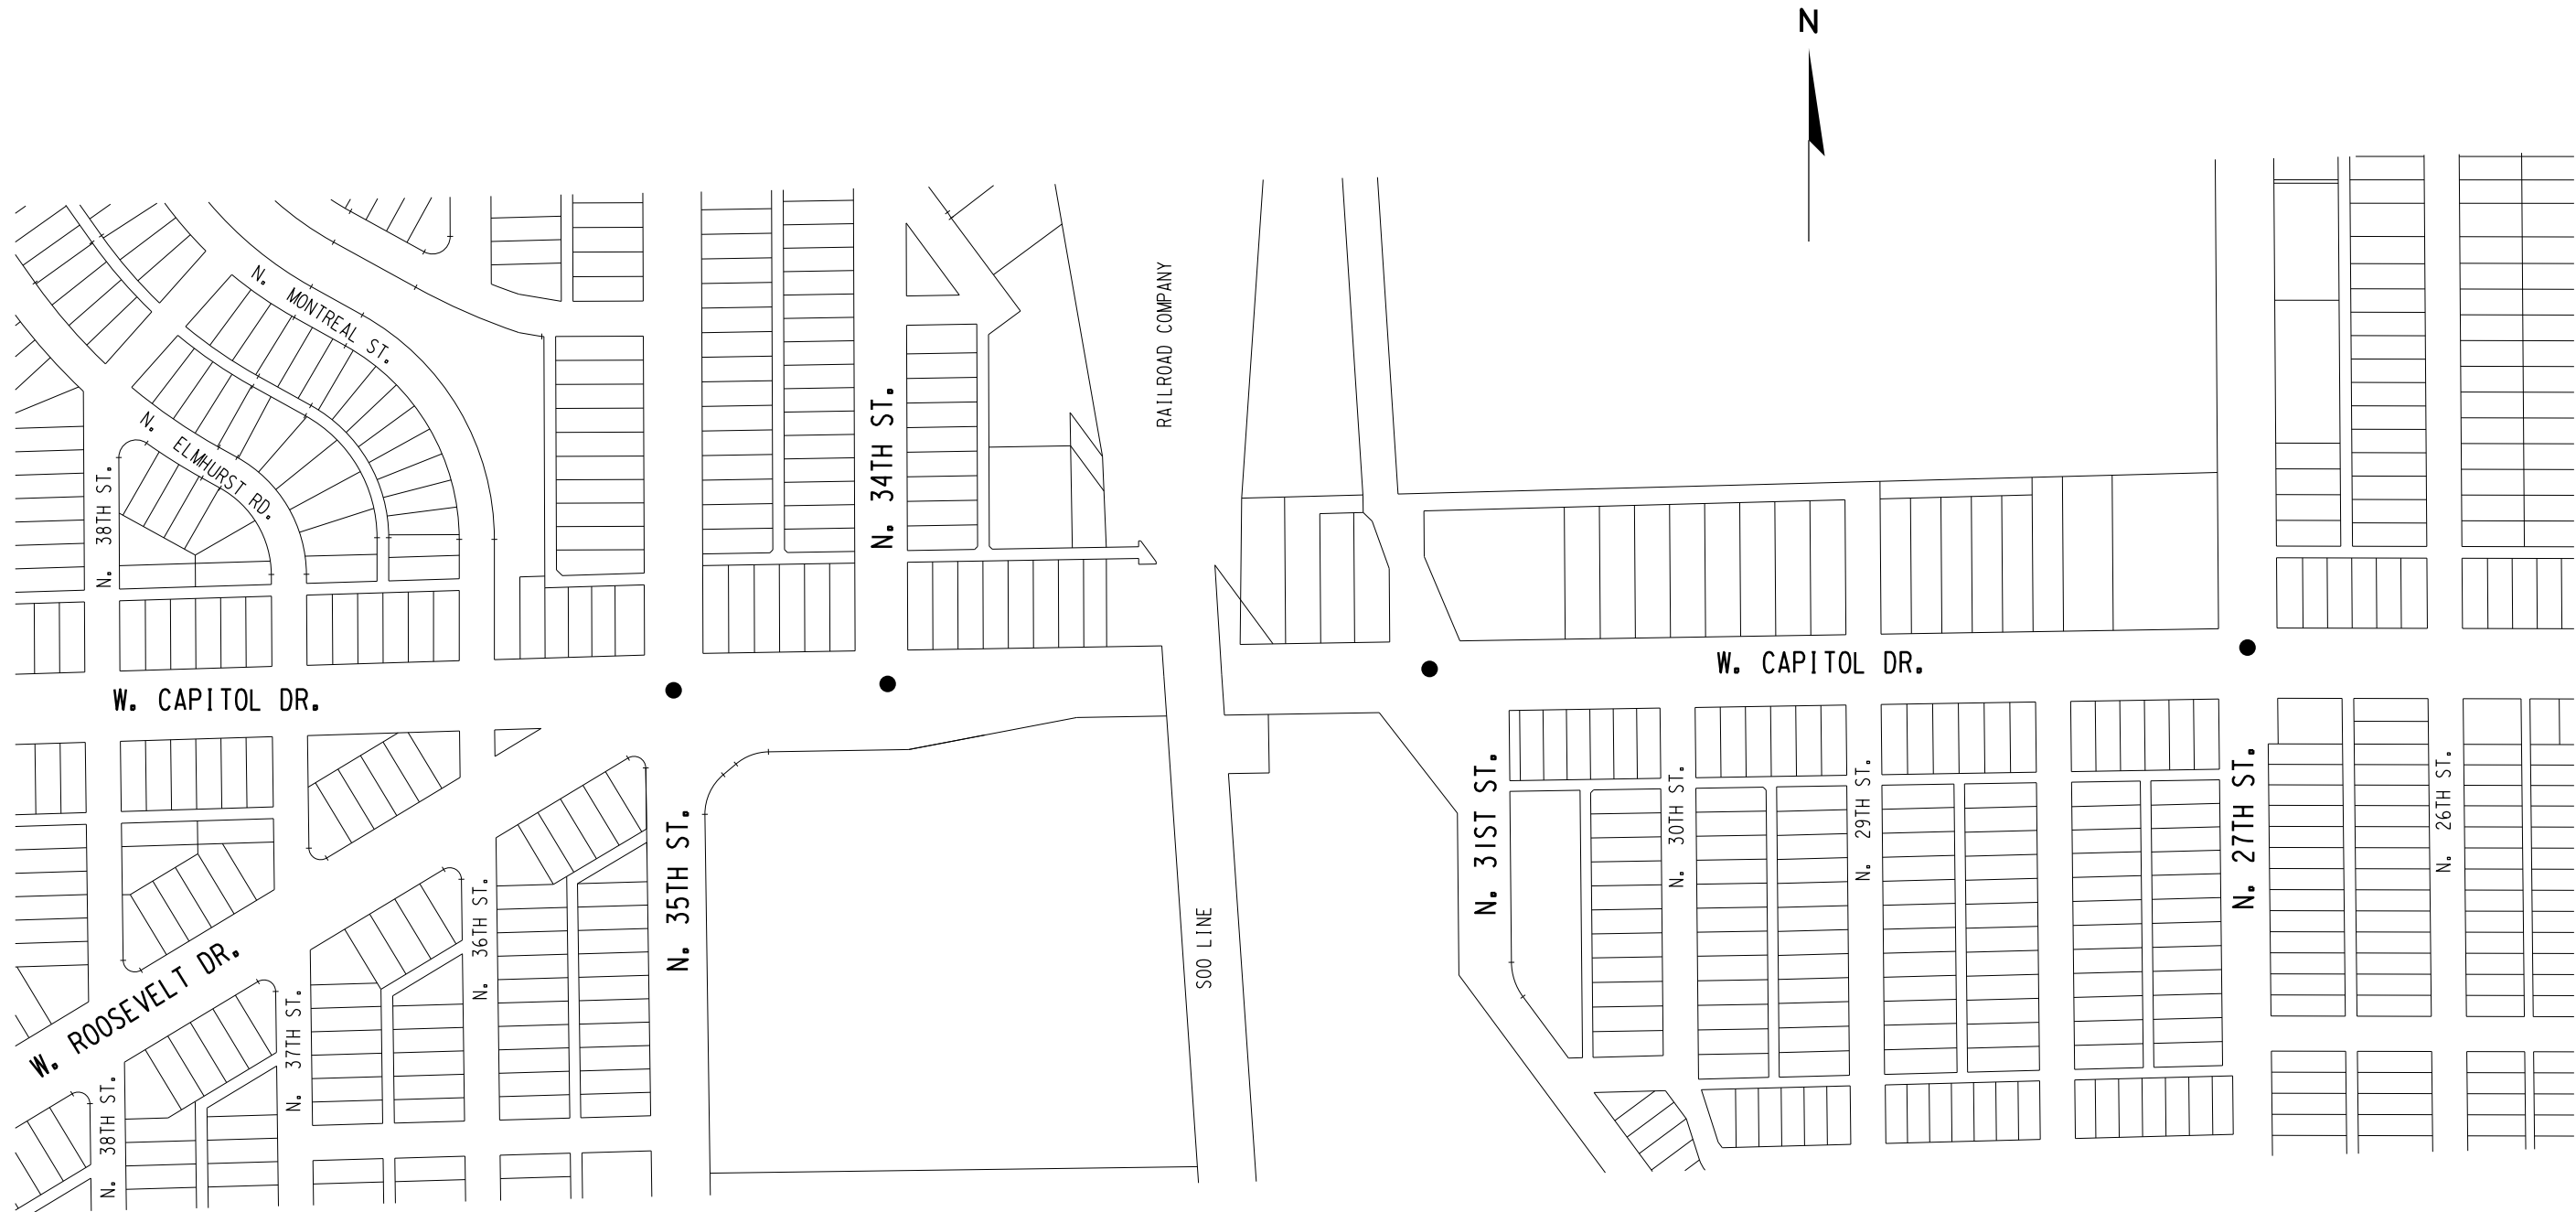 N
N. MONTREAL ST.
RAILROAD COMPANY
N. 34TH ST.
N. ELMHURST RD.
N. 38TH ST.
W. CAPITOL DR.
W. CAPITOL DR.
N. 35TH ST.
N. 31ST ST.
N. 30TH ST.
N. 29TH ST.
N. 27TH ST.
N. 26TH ST.
N. 36TH ST.
SOO LINE
W. ROOSEVELT DR.
N. 37TH ST.
N. 38TH ST.